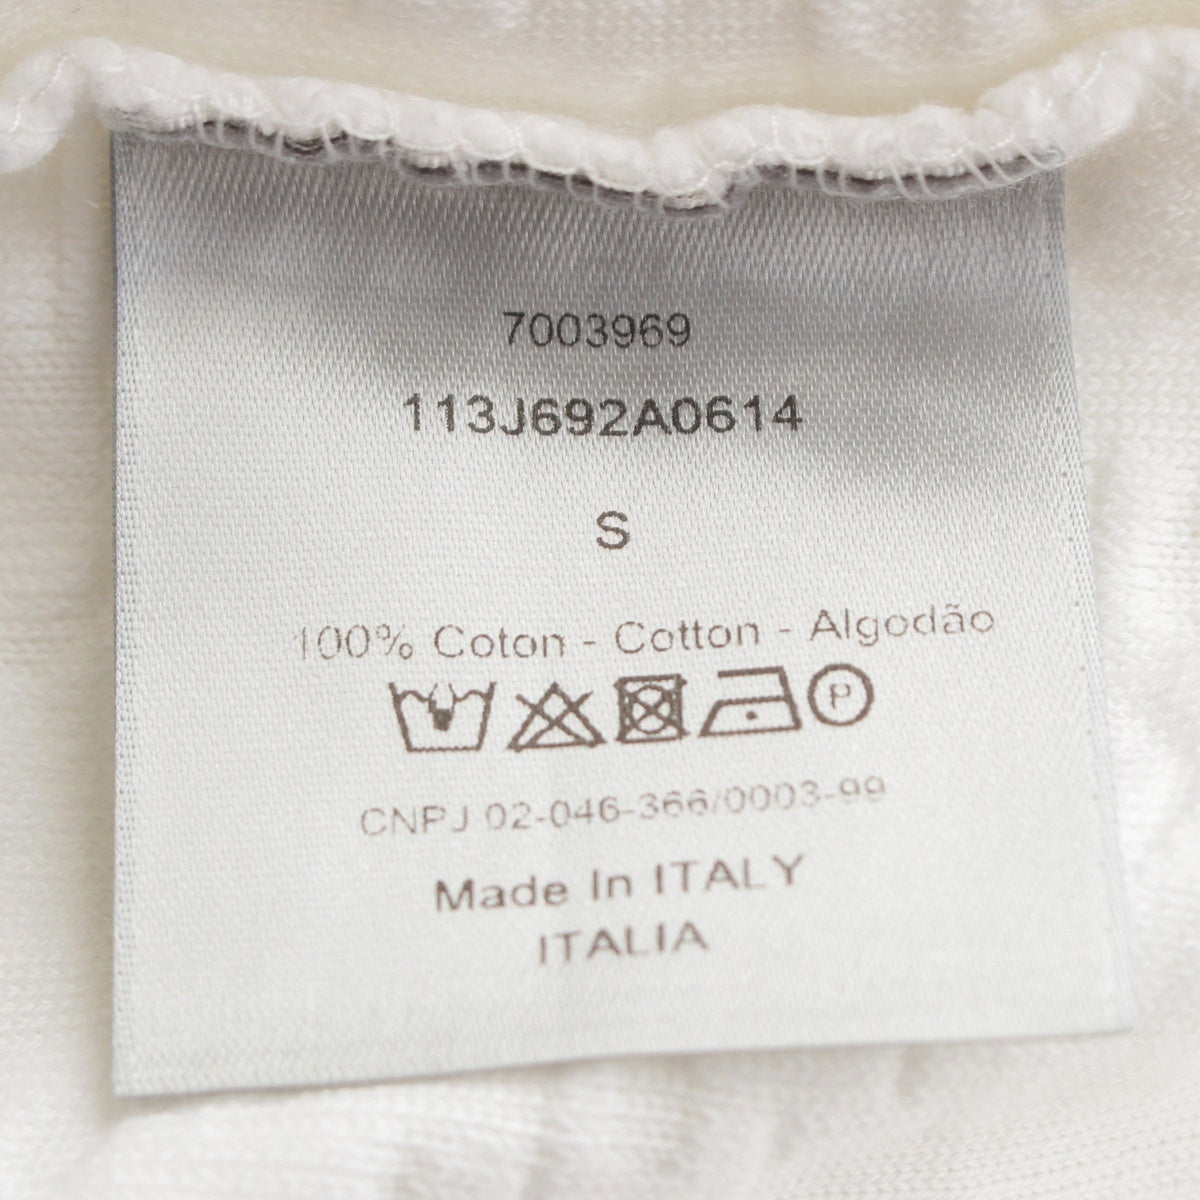 7003969
113J692A0614
S
100% Coton - Cotton - Algodão
P
CNPJ 02-046-366/0003-99
Made In ITALY
ITALIA